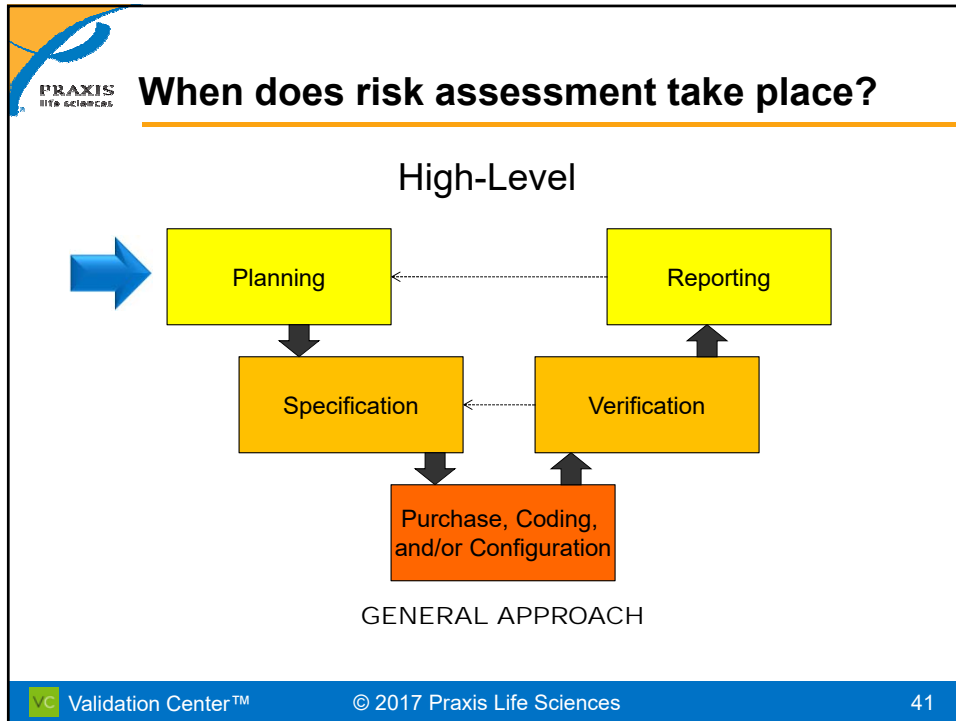 PRAXIS
life sciences
When does risk assessment take place?
High-Level
Planning
Reporting
Specification
Verification
Purchase, Coding,
and/or Configuration
GENERAL APPROACH
VC Validation Center™ © 2017 Praxis Life Sciences 41